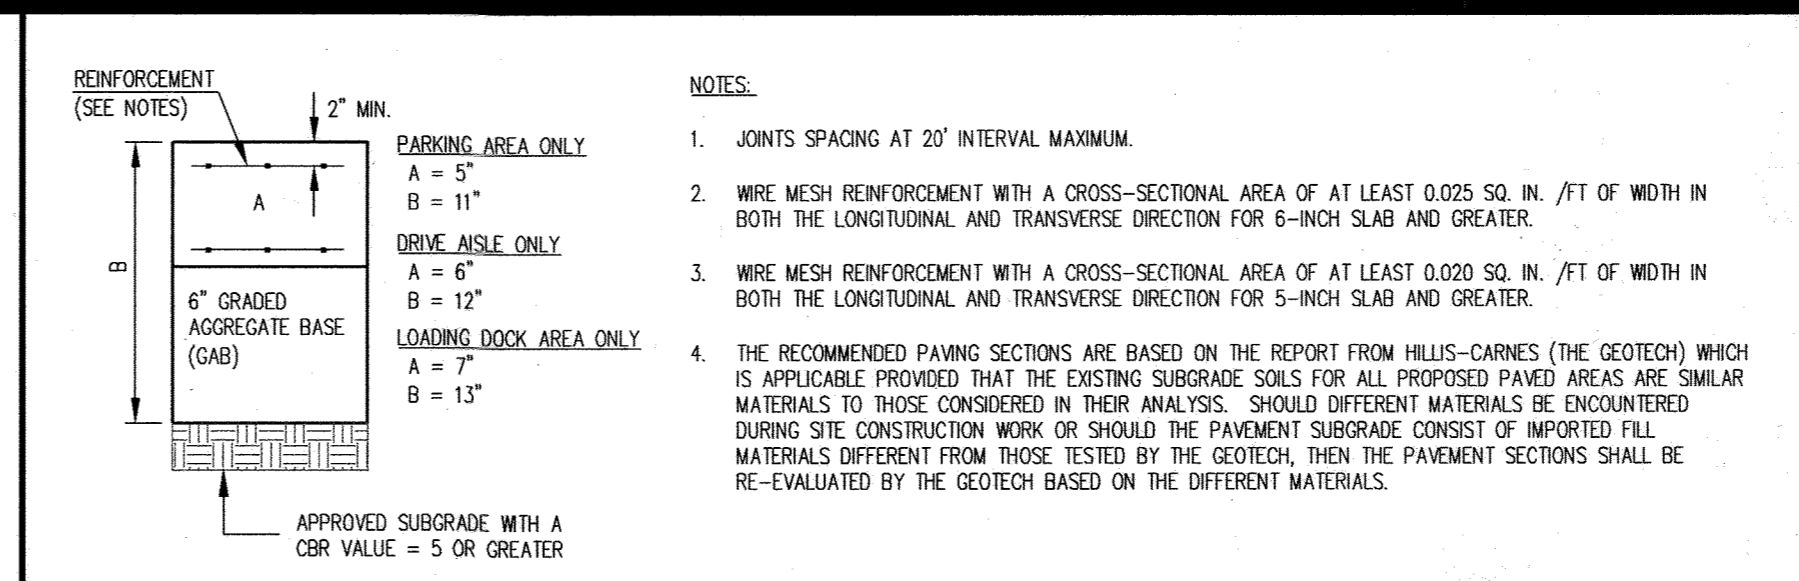 REINFORCEMENT
(SEE NOTES)
2" MIN.
A
B
6" GRADED
AGGREGATE BASE
(GAB)
APPROVED SUBGRADE WITH A
CBR VALUE = 5 OR GREATER
PARKING AREA ONLY
A = 5"
B = 11"
DRIVE AISLE ONLY
A = 6"
B = 12"
LOADING DOCK AREA ONLY
A = 7"
B = 13"
NOTES:
1. JOINTS SPACING AT 20' INTERVAL MAXIMUM.
2. WIRE MESH REINFORCEMENT WITH A CROSS-SECTIONAL AREA OF AT LEAST 0.025 SQ. IN. /FT OF WIDTH IN
BOTH THE LONGITUDINAL AND TRANSVERSE DIRECTION FOR 6-INCH SLAB AND GREATER.
3. WIRE MESH REINFORCEMENT WITH A CROSS-SECTIONAL AREA OF AT LEAST 0.020 SQ. IN. /FT OF WIDTH IN
BOTH THE LONGITUDINAL AND TRANSVERSE DIRECTION FOR 5-INCH SLAB AND GREATER.
4. THE RECOMMENDED PAVING SECTIONS ARE BASED ON THE REPORT FROM HILLIS-CARNES (THE GEOTECH) WHICH
IS APPLICABLE PROVIDED THAT THE EXISTING SUBGRADE SOILS FOR ALL PROPOSED PAVED AREAS ARE SIMILAR
MATERIALS TO THOSE CONSIDERED IN THEIR ANALYSIS. SHOULD DIFFERENT MATERIALS BE ENCOUNTERED
DURING SITE CONSTRUCTION WORK OR SHOULD THE PAVEMENT SUBGRADE CONSIST OF IMPORTED FILL
MATERIALS DIFFERENT FROM THOSE TESTED BY THE GEOTECH, THEN THE PAVEMENT SECTIONS SHALL BE
RE-EVALUATED BY THE GEOTECH BASED ON THE DIFFERENT MATERIALS.